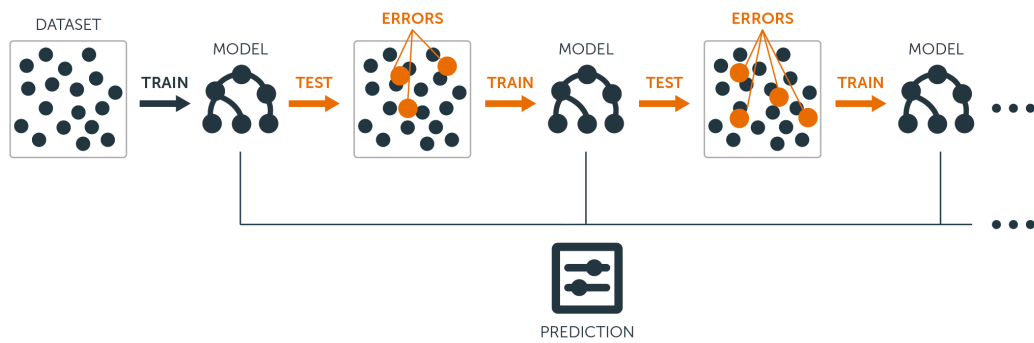 DATASET
MODEL
TRAIN
TEST
ERRORS
TRAIN
MODEL
TEST
ERRORS
TRAIN
MODEL
PREDICTION